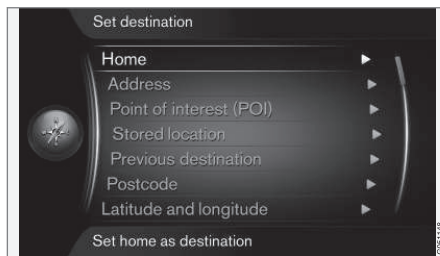 Set destination
Home
Address
Point of interest (POI)
Stored location
Previous destination
Postcode
Latitude and longitude
Set home as destination